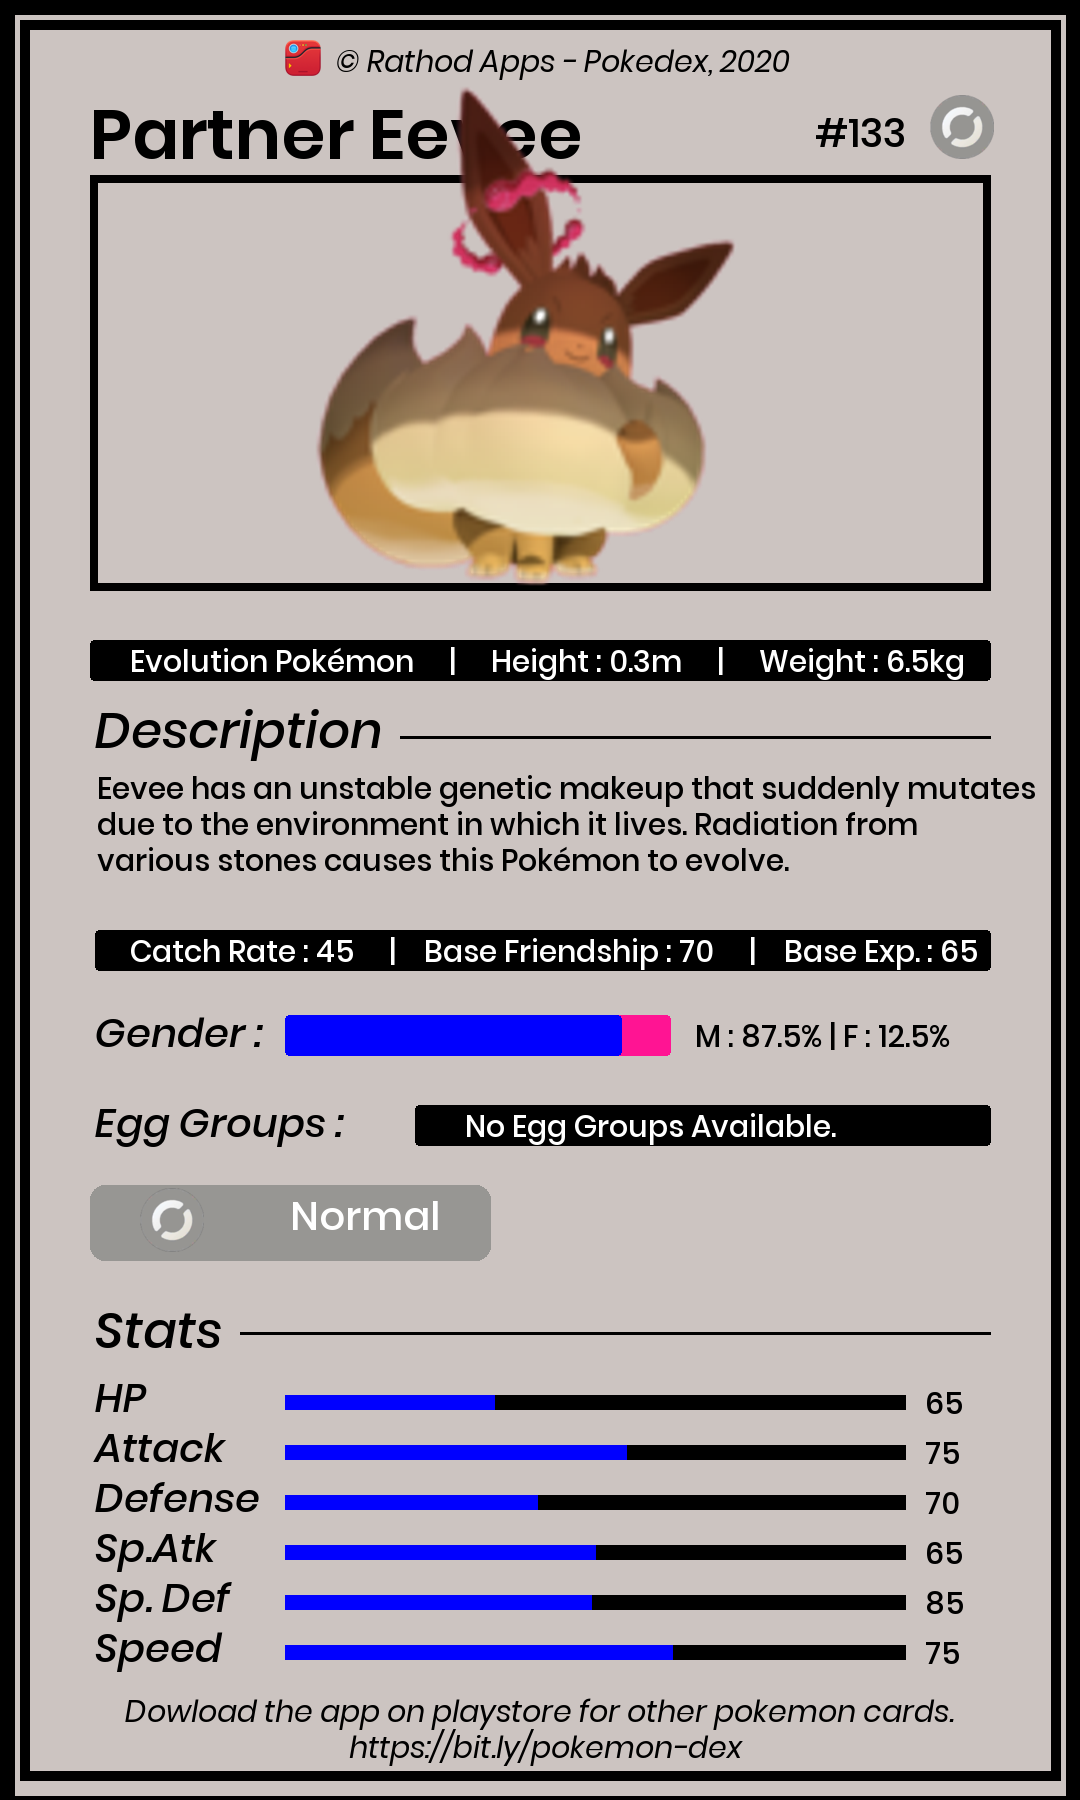 © Rathod Apps - Pokedex, 2020
Partner Eevee #133
Evolution Pokémon | Height : 0.3m | Weight : 6.5kg
Description
Eevee has an unstable genetic makeup that suddenly mutates
due to the environment in which it lives. Radiation from
various stones causes this Pokémon to evolve.
Catch Rate : 45 | Base Friendship : 70 | Base Exp. : 65
Gender : M : 87.5% | F : 12.5%
Egg Groups : No Egg Groups Available.
Normal
Stats
HP 65
Attack 75
Defense 70
Sp.Atk 65
Sp. Def 85
Speed 75
Dowload the app on playstore for other pokemon cards.
https://bit.ly/pokemon-dex